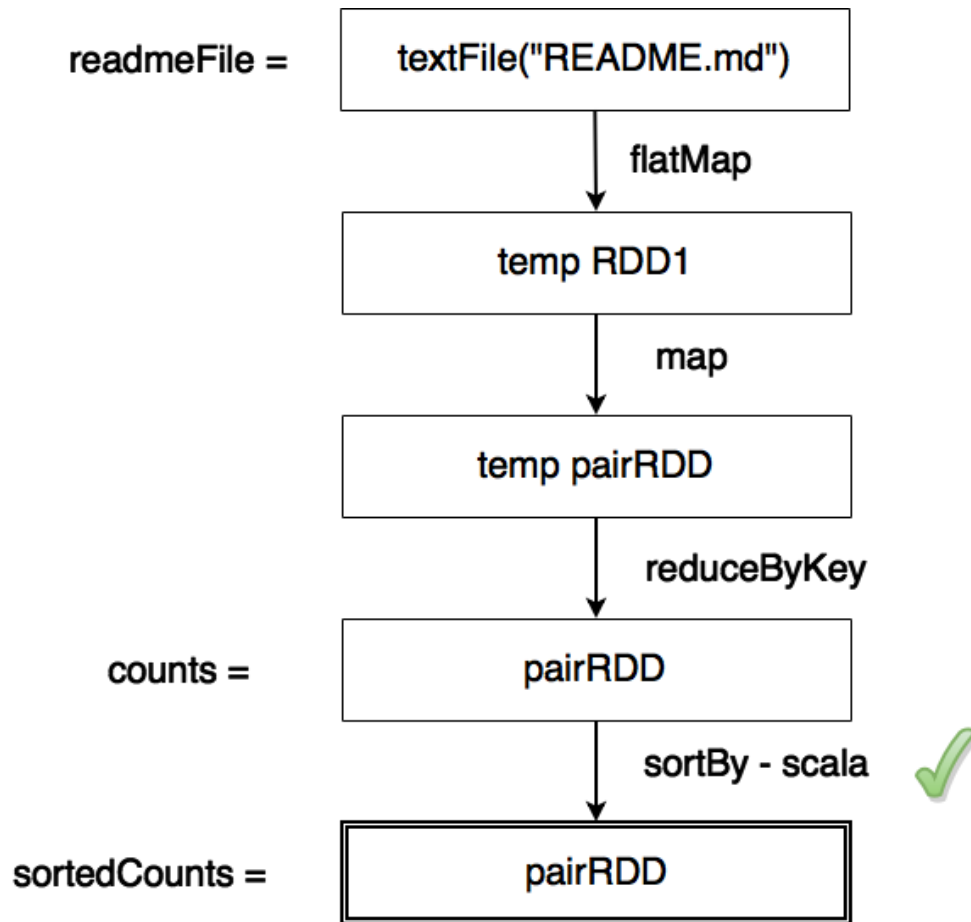 readmeFile = textFile("README.md")
flatMap
temp RDD1
map
temp pairRDD
reduceByKey
counts = pairRDD
sortBy - scala
sortedCounts = pairRDD